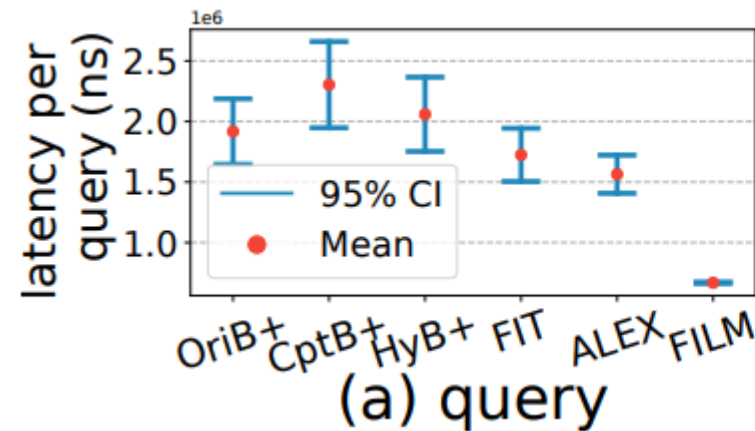 1e6
latency per
query (ns)
2.5
2.0
1.5
1.0
95% CI
Mean
OriB+ CptB+ HyB+ FIT ALEX FILM
(a) query